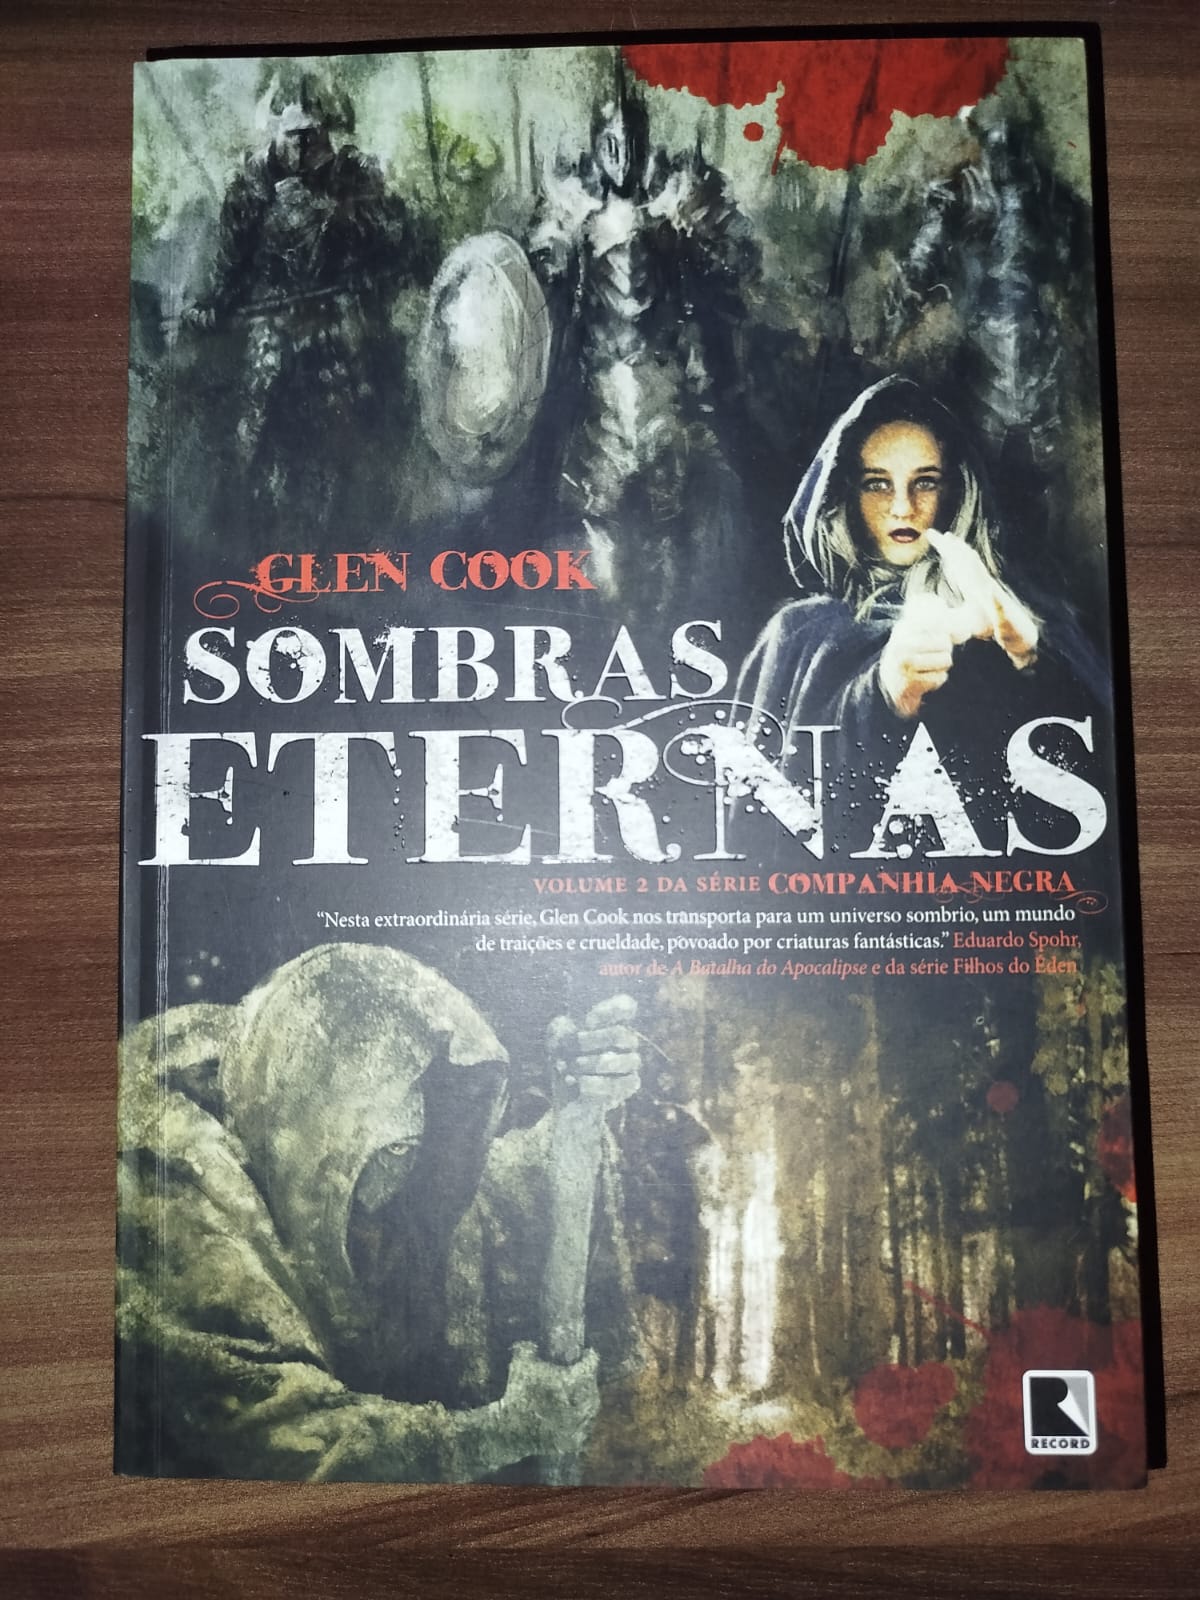 GLEN COOK
SOMBRAS
ETERNAS
VOLUME 2 DA SÉRIE COMPANHIA NEGRA
“Nesta extraordinária série, Glen Cook nos transporta para um universo sombrio, um mundo
de traições e crueldade, povoado por criaturas fantásticas.” Eduardo Spohr,
autor de A Batalha do Apocalipse e da série Filhos do Éden
RECORD